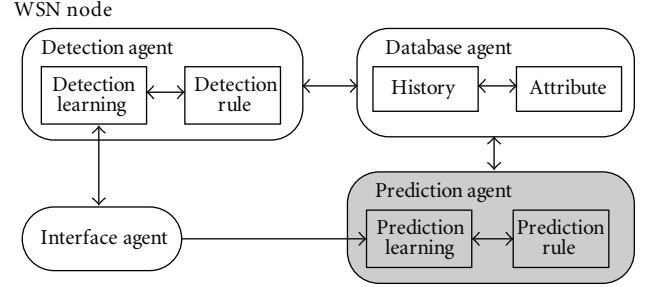 WSN node
Detection agent
Detection
learning
Detection
rule
Database agent
History
Attribute
Interface agent
Prediction agent
Prediction
learning
Prediction
rule